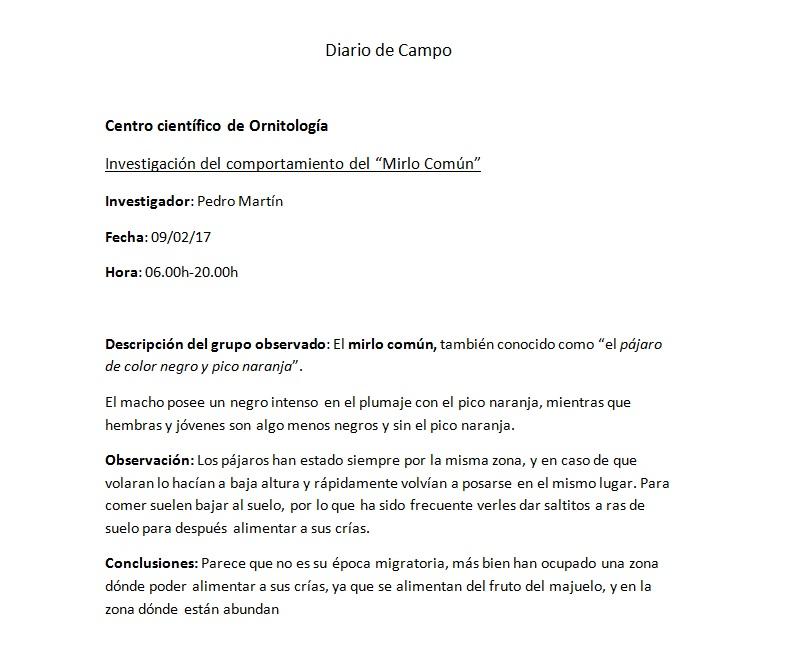 Diario de Campo
Centro científico de Ornitología
Investigación del comportamiento del “Mirlo Común”
Investigador: Pedro Martín
Fecha: 09/02/17
Hora: 06.00h-20.00h
Descripción del grupo observado: El mirlo común, también conocido como “el pájaro
de color negro y pico naranja”.
El macho posee un negro intenso en el plumaje con el pico naranja, mientras que
hembras y jóvenes son algo menos negros y sin el pico naranja.
Observación: Los pájaros han estado siempre por la misma zona, y en caso de que
volaran lo hacían a baja altura y rápidamente volvían a posarse en el mismo lugar. Para
comer suelen bajar al suelo, por lo que ha sido frecuente verles dar saltitos a ras de
suelo para después alimentar a sus crías.
Conclusiones: Parece que no es su época migratoria, más bien han ocupado una zona
dónde poder alimentar a sus crías, ya que se alimentan del fruto del majuelo, y en la
zona dónde están abundan